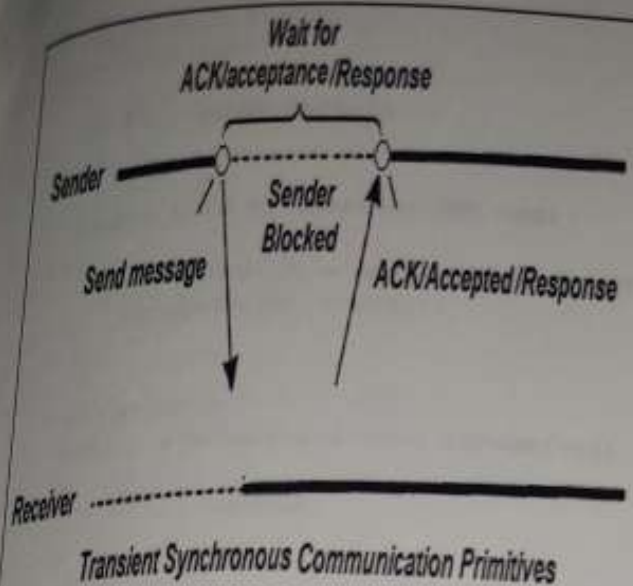 Wait for
ACK/acceptance/Response
Sender
Sender
Blocked
Send message
ACK/Accepted/Response
Receiver
Transient Synchronous Communication Primitives